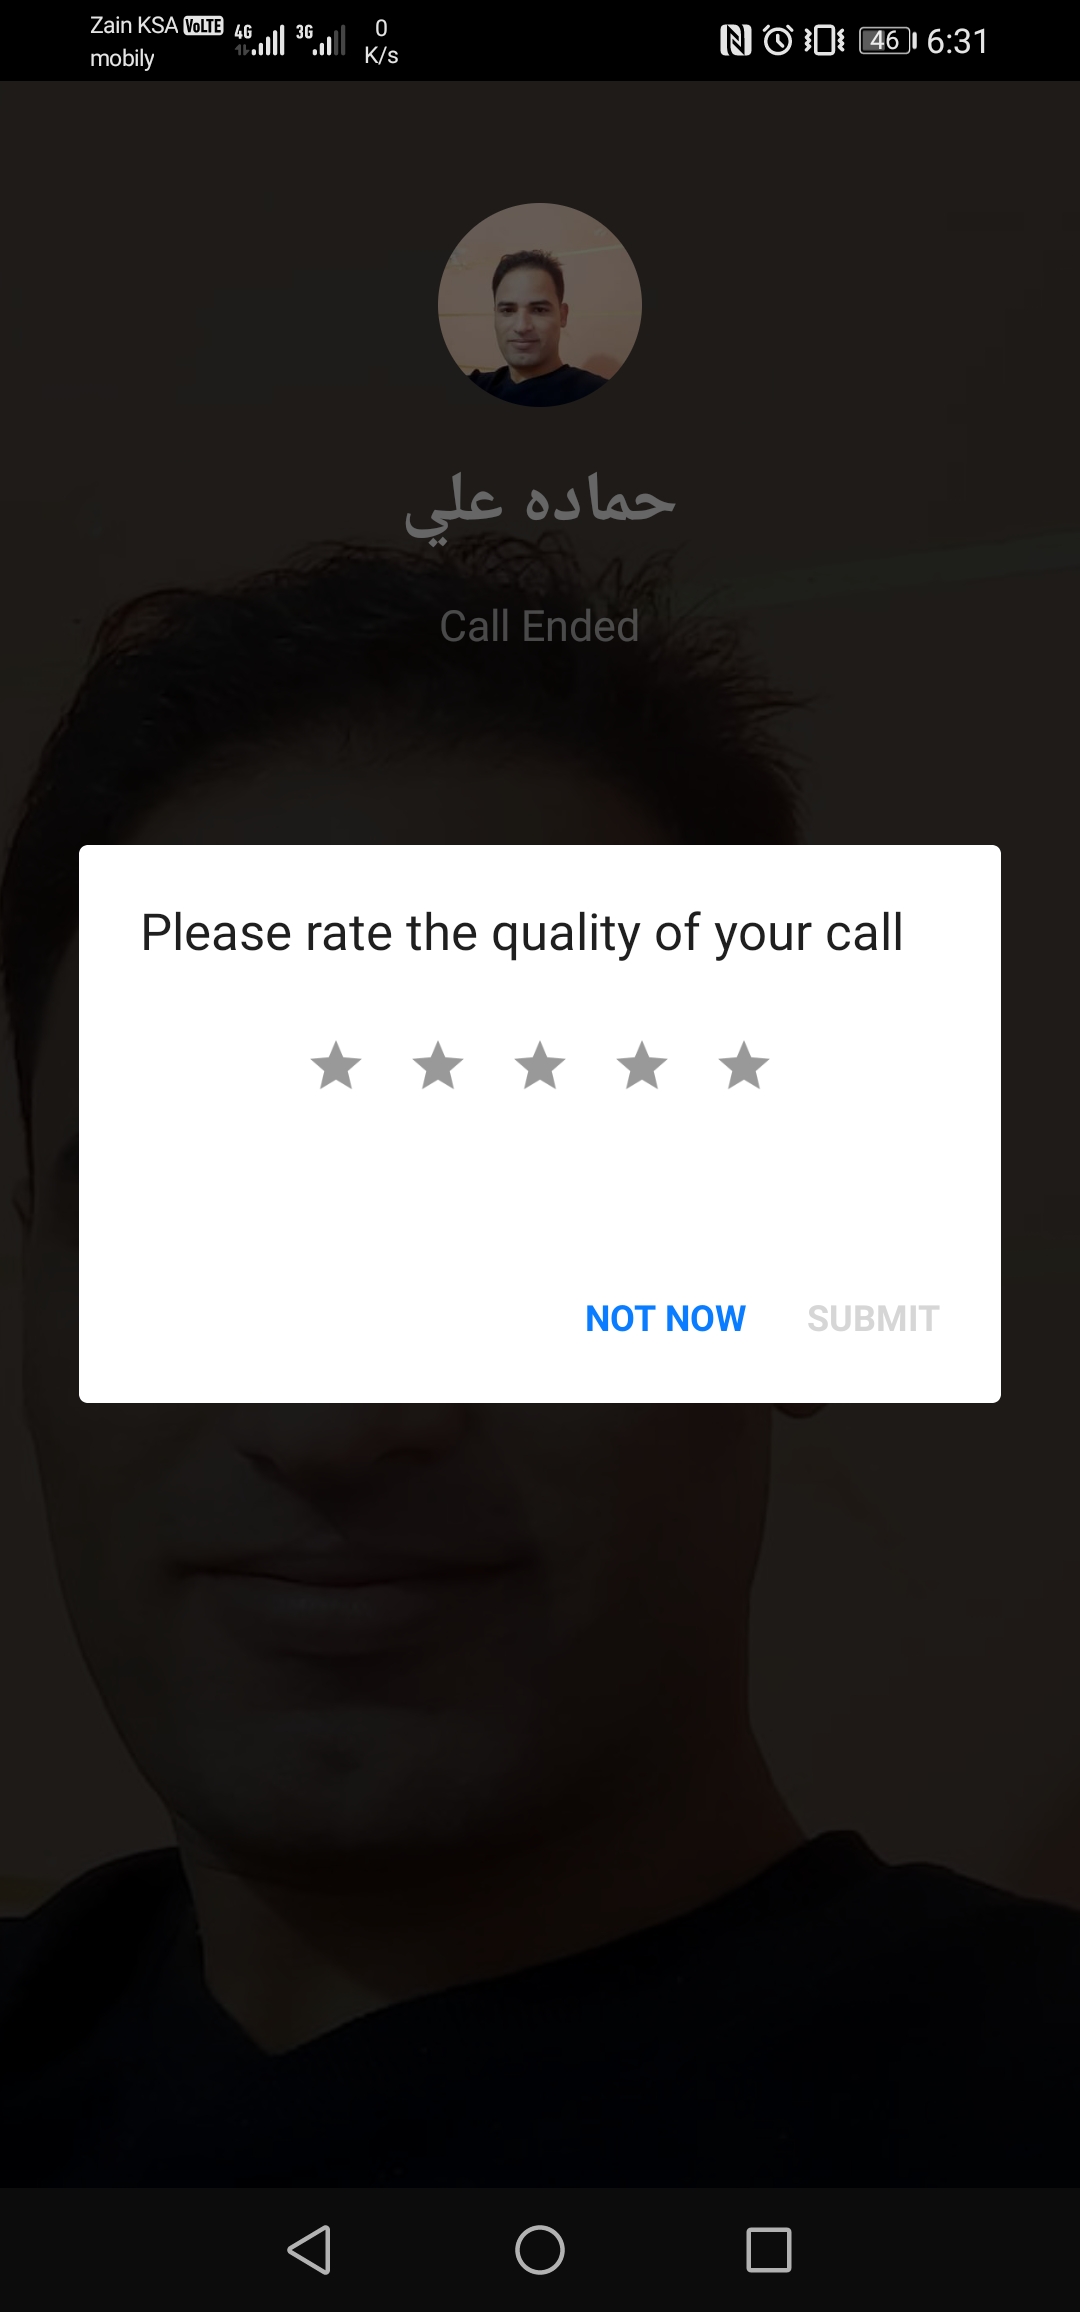 Zain KSA VoLTE 4G 3G 0
mobily K/s
46 6:31
حماده علي
Call Ended
Please rate the quality of your call
NOT NOW SUBMIT